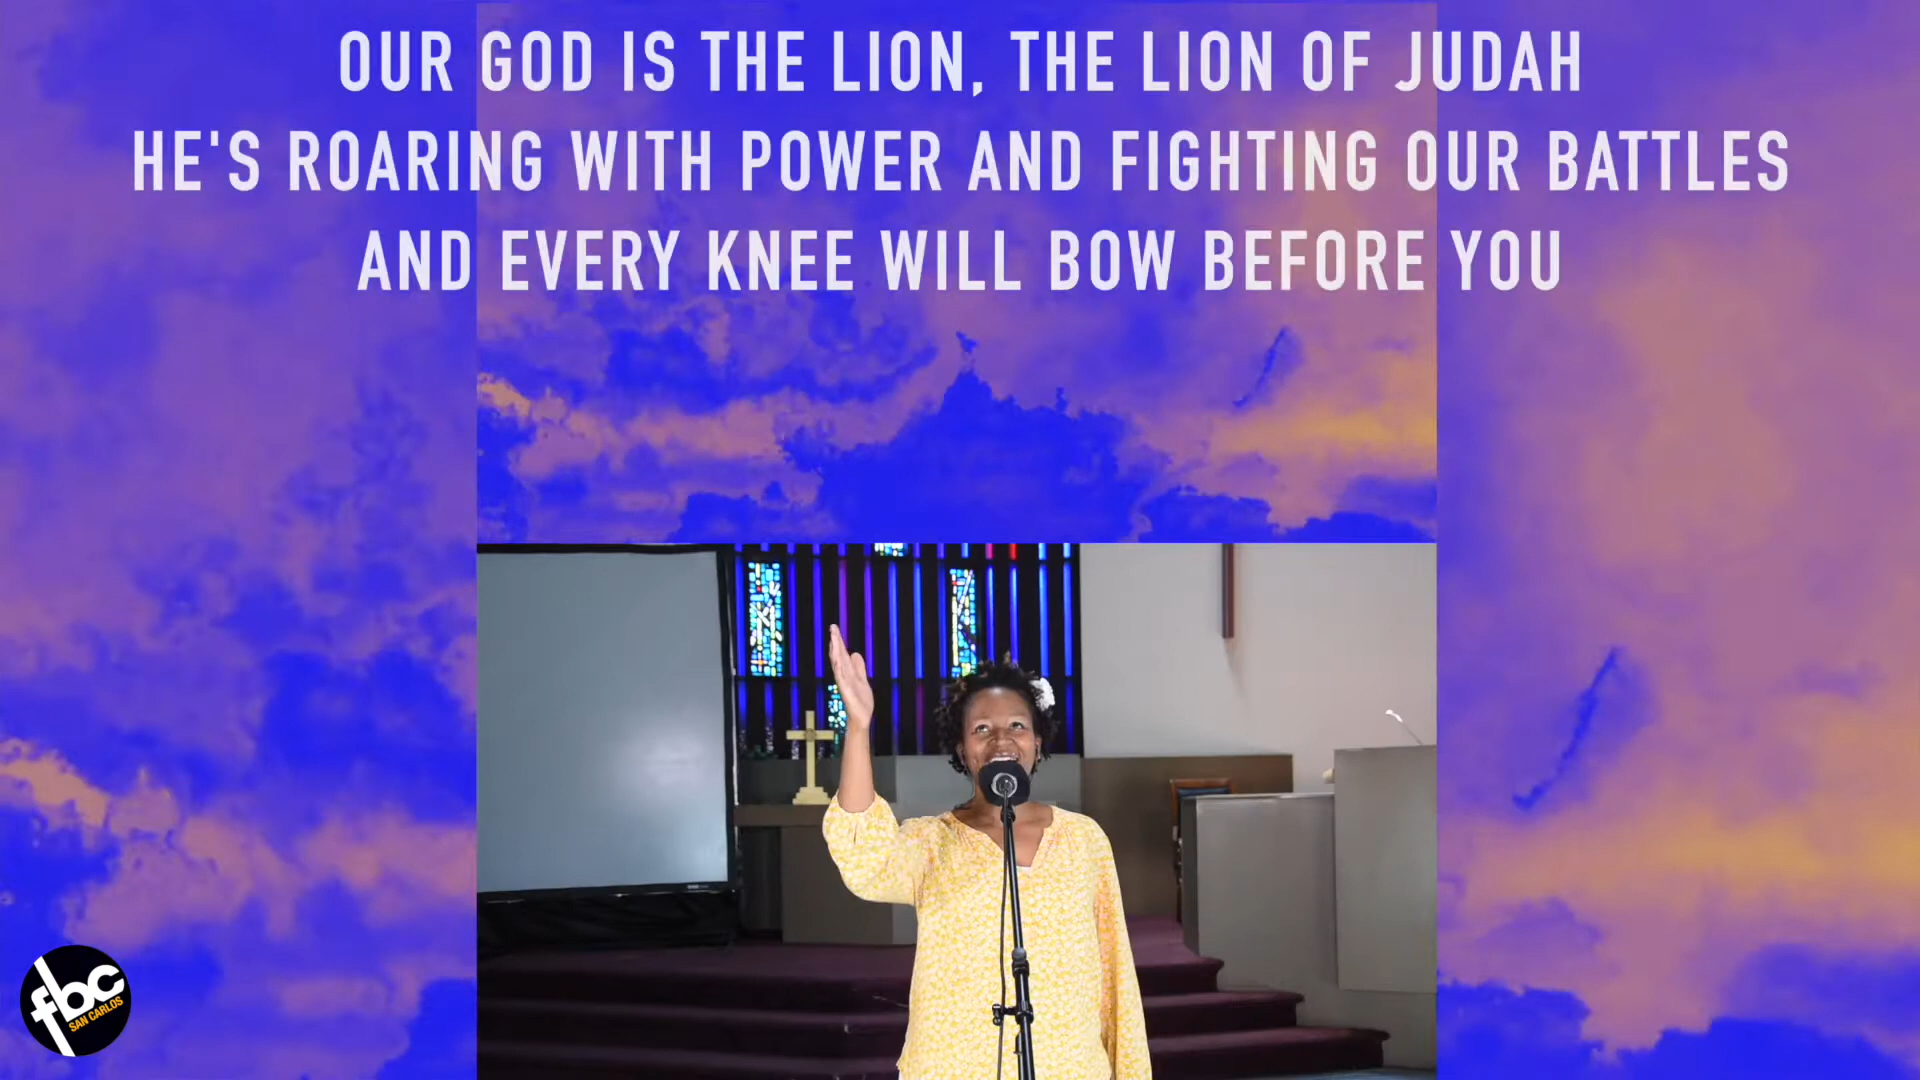 OUR GOD IS THE LION, THE LION OF JUDAH
HE'S ROARING WITH POWER AND FIGHTING OUR BATTLES
AND EVERY KNEE WILL BOW BEFORE YOU
fbc
SAN CARLOS